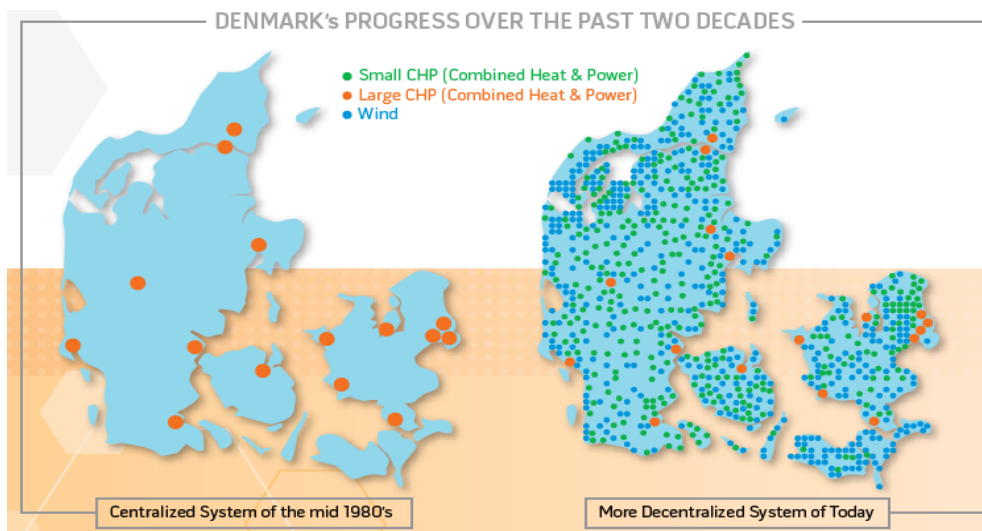 DENMARK's PROGRESS OVER THE PAST TWO DECADES
Small CHP (Combined Heat & Power)
Large CHP (Combined Heat & Power)
Wind
Centralized System of the mid 1980's
More Decentralized System of Today